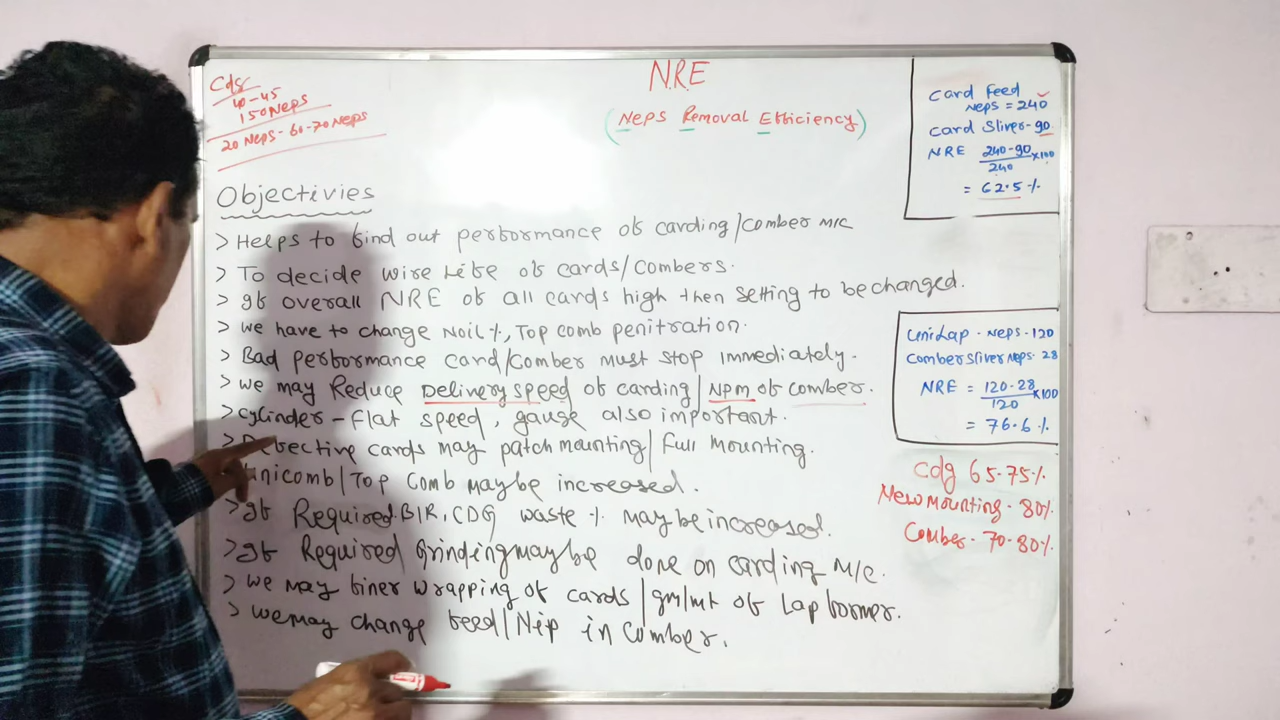 Cdg
40-45
150 Neps
20 Neps - 60-70 Neps
N.R.E
(Neps Removal Efficiency)
Card Feed
Neps = 240
Card Sliver - 90
NRE 240-90/240 x100
= 62.5 %
Objectivies
> Helps to find out performance of carding/Comber M/C
> To decide wire Life of cards/Combers.
> If overall NRE of all cards high then Setting to be changed.
> We have to change Noil %, Top comb penitration.
> Bad performance card/Comber must stop immediately.
> We may Reduce Delivery speed of carding/NPM of comber.
> Cylinder - Flat speed, gauge also important.
> Defective cards may patch mounting/Full Mounting.
Unicomb/Top Comb may be increased.
> If Required. B/R, CDG waste % may be increased.
> If Required Grinding may be done on carding M/C.
> We may finer wrapping of cards/gm/mt of Lap former.
> We may change feed/Nip in Comber.
UniLap - Neps - 120
Comber Sliver Neps - 28
NRE = 120-28/120 x100
= 76.6 %
Cdg 65-75 %
New Mounting - 80%
Comber - 70-80%